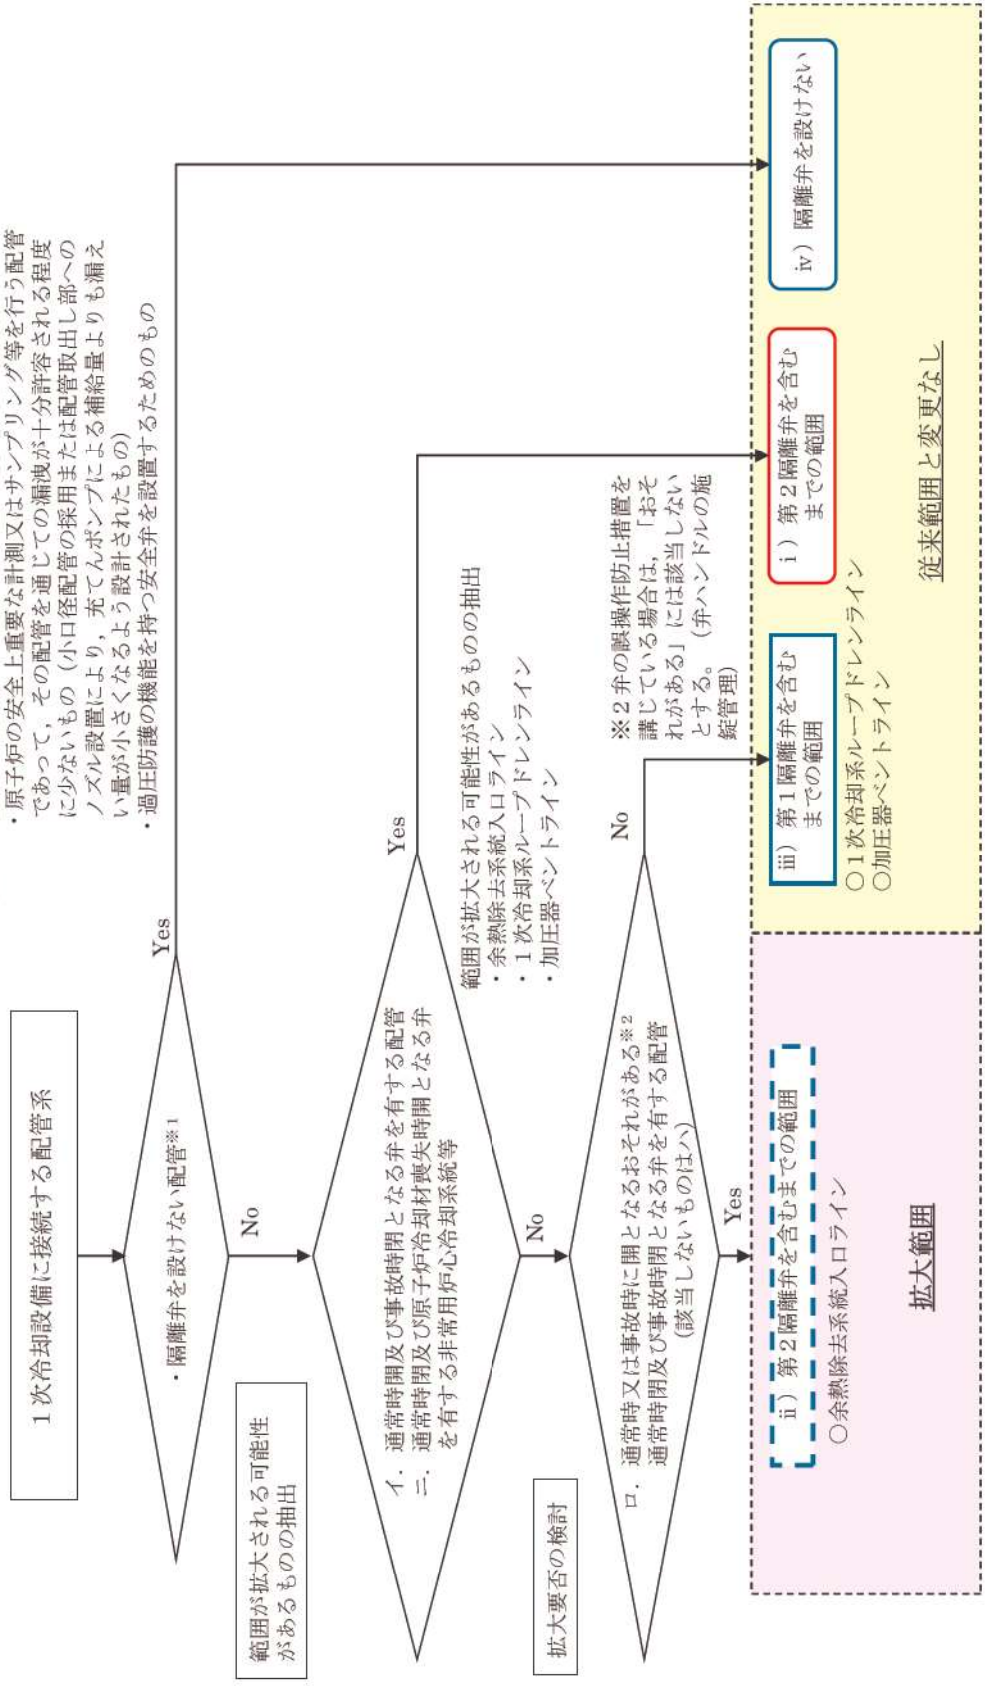 １次冷却設備に接続する配管系
・原子炉の安全上重要な計測又はサンプリング等を行う配管
であって，その配管を通じての漏洩が十分許容される程度
に少ないもの（小口径配管の採用または配管取出し部への
ノズル設置により，充てんポンプによる補給量よりも漏え
い量が小さくなるよう設計されたもの）
・過圧防護の機能を持つ安全弁を設置するためのもの
・隔離弁を設けない配管※1
Yes
No
範囲が拡大される可能性
があるものの抽出
イ．通常時開及び事故時閉となる弁を有する配管
ニ．通常時閉及び原子炉冷却材喪失時開となる弁
を有する非常用炉心冷却系統等
Yes
No
範囲が拡大される可能性があるものの抽出
・余熱除去系統入口ライン
・１次冷却系ループドレンライン
・加圧器ベントライン
拡大要否の検討
ロ．通常時又は事故時に開となるおそれがある※2
通常時閉及び事故時閉となる弁を有する配管
（該当しないものはハ）
No
Yes
※２弁の誤操作防止措置を
講じている場合は，「おそ
れがある」には該当しない
とする。（弁ハンドルの施
錠管理）
ⅱ）第２隔離弁を含むまでの範囲
○余熱除去系統入口ライン
拡大範囲
ⅲ）第１隔離弁を含む
までの範囲
○１次冷却系ループドレンライン
○加圧器ベントライン
ⅰ）第２隔離弁を含む
までの範囲
ⅳ）隔離弁を設けない
従来範囲と変更なし